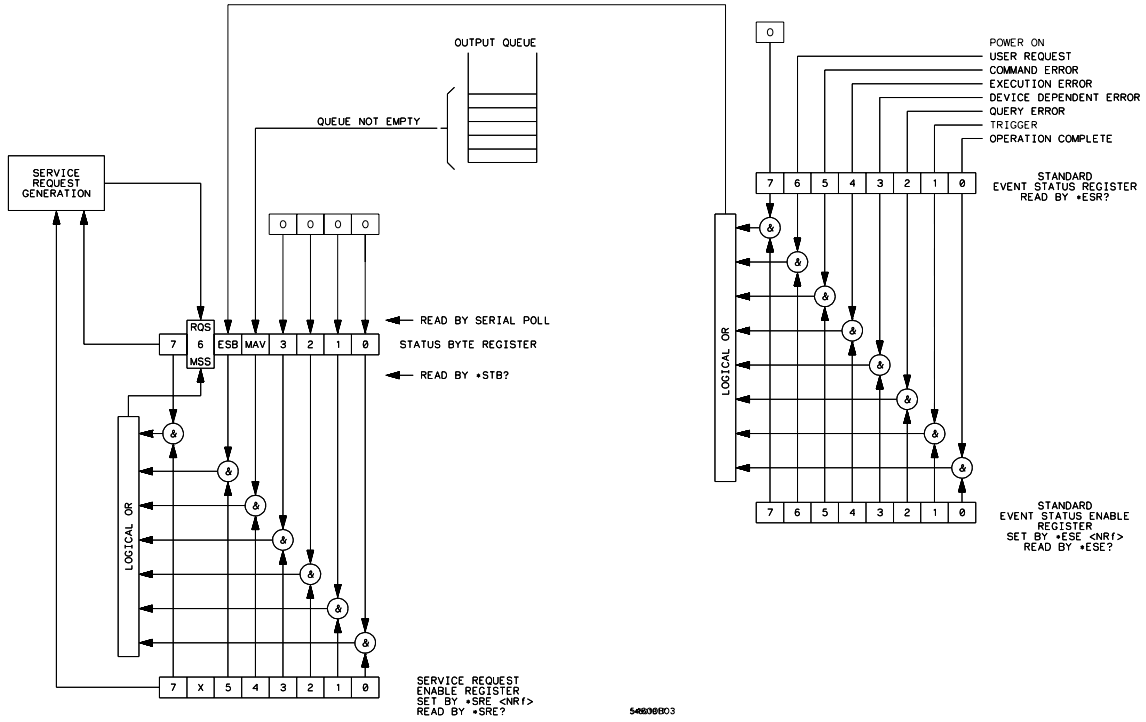 OUTPUT QUEUE
QUEUE NOT EMPTY
SERVICE
REQUEST
GENERATION
0 0 0 0
RQS
7 6 ESB MAV 3 2 1 0
MSS
READ BY SERIAL POLL
STATUS BYTE REGISTER
READ BY *STB?
&
&
&
&
&
&
&
LOGICAL OR
7 X 5 4 3 2 1 0
SERVICE REQUEST
ENABLE REGISTER
SET BY *SRE <NRf>
READ BY *SRE?
0
POWER ON
USER REQUEST
COMMAND ERROR
EXECUTION ERROR
DEVICE DEPENDENT ERROR
QUERY ERROR
TRIGGER
OPERATION COMPLETE
7 6 5 4 3 2 1 0
STANDARD
EVENT STATUS REGISTER
READ BY *ESR?
&
&
&
&
&
&
&
&
LOGICAL OR
7 6 5 4 3 2 1 0
STANDARD
EVENT STATUS ENABLE
REGISTER
SET BY *ESE <NRf>
READ BY *ESE?